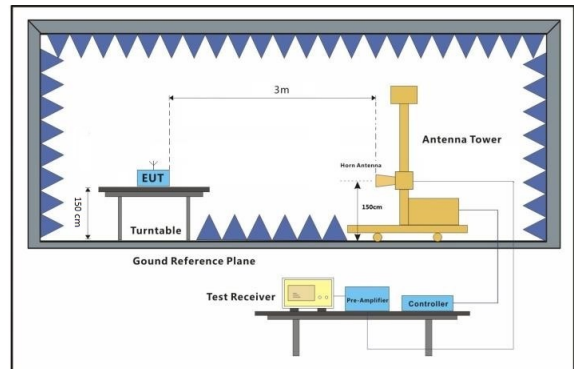 3m
Antenna Tower
Horn Antenna
EUT
150 cm
150cm
Turntable
Gound Reference Plane
Test Receiver
Pre-Amplifier
Controller